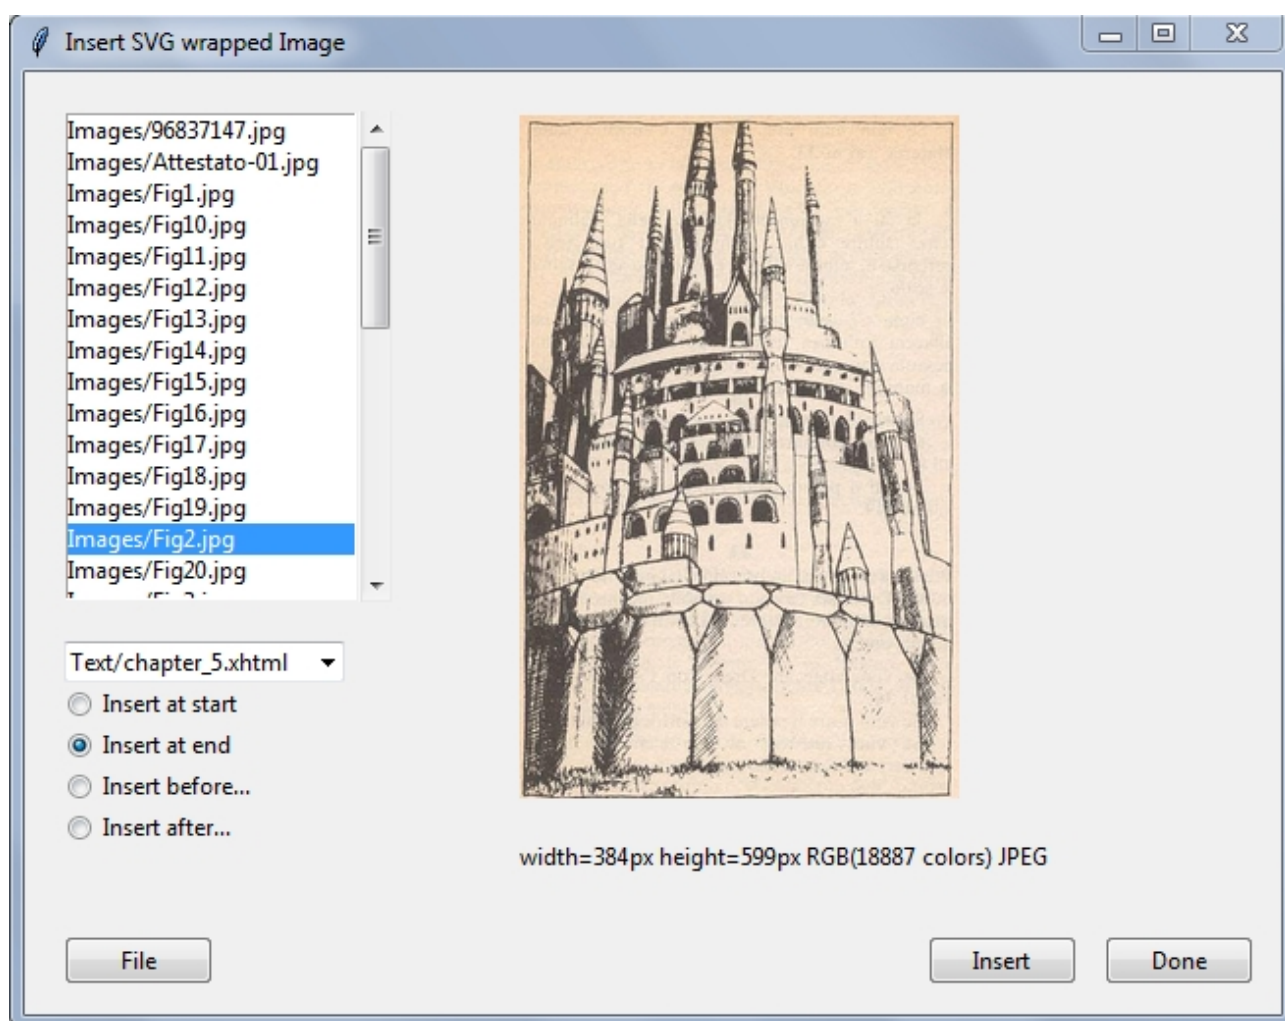 Insert SVG wrapped Image
Images/96837147.jpg
Images/Attestato-01.jpg
Images/Fig1.jpg
Images/Fig10.jpg
Images/Fig11.jpg
Images/Fig12.jpg
Images/Fig13.jpg
Images/Fig14.jpg
Images/Fig15.jpg
Images/Fig16.jpg
Images/Fig17.jpg
Images/Fig18.jpg
Images/Fig19.jpg
Images/Fig2.jpg
Images/Fig20.jpg
Text/chapter_5.xhtml
Insert at start
Insert at end
Insert before...
Insert after...
width=384px height=599px RGB(18887 colors) JPEG
File
Insert
Done